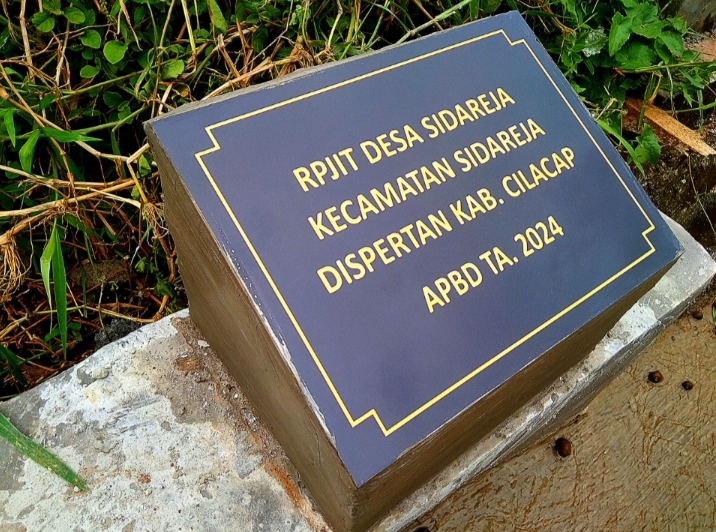 RPJIT DESA SIDAREJA
KECAMATAN SIDAREJA
DISPERTAN KAB. CILACAP
APBD TA. 2024